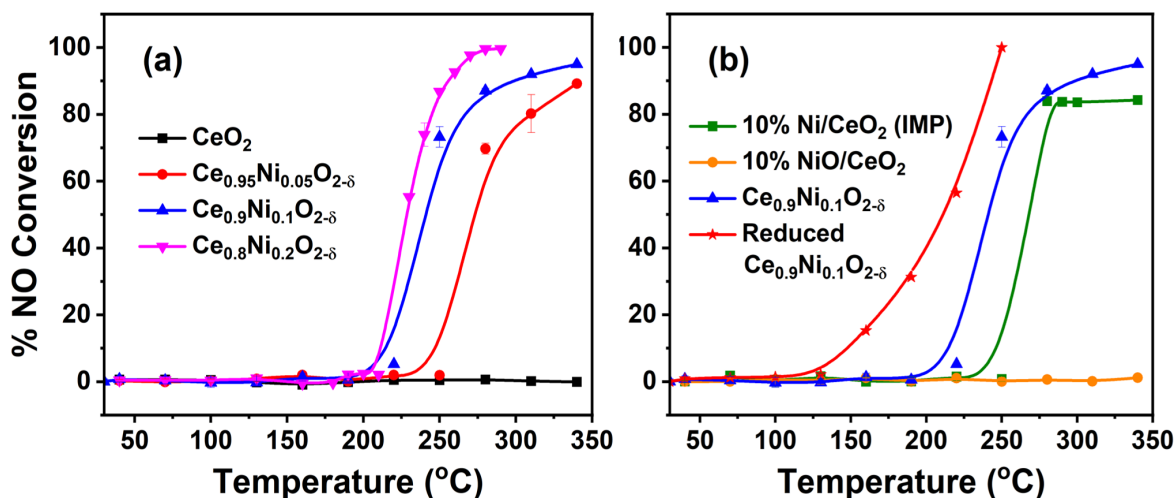 % NO Conversion
100
80
60
40
20
0
(a)
CeO₂
Ce₀.₉₅Ni₀.₀₅O₂₋δ
Ce₀.₉Ni₀.₁O₂₋δ
Ce₀.₈Ni₀.₂O₂₋δ
50 100 150 200 250 300 350
Temperature (°C)
100
80
60
40
20
0
(b)
10% Ni/CeO₂ (IMP)
10% NiO/CeO₂
Ce₀.₉Ni₀.₁O₂₋δ
Reduced
Ce₀.₉Ni₀.₁O₂₋δ
50 100 150 200 250 300 350
Temperature (°C)